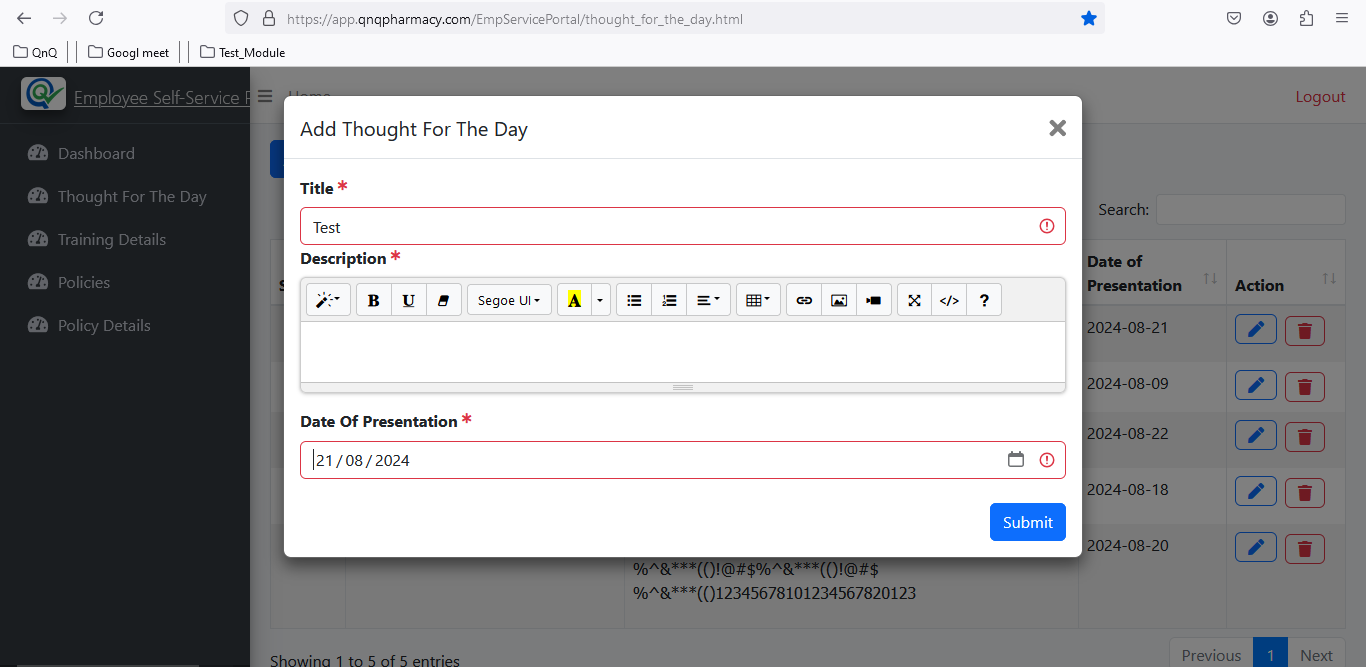 https://app.qnqpharmacy.com/EmpServicePortal/thought_for_the_day.html
QnQ
Googl meet
Test_Module
Employee Self-Service
Home
Logout
Dashboard
Thought For The Day
Training Details
Policies
Policy Details
Add Thought For The Day
Title *
Test
Description *
B U Segoe UI A </> ?
Date Of Presentation *
21/08/2024
Submit
Search:
Date of
Presentation
Action
2024-08-21
2024-08-09
2024-08-22
2024-08-18
2024-08-20
%^&***(()!@#$%^&***(()!@#$
%^&***(()12345678101234567820123
Showing 1 to 5 of 5 entries
Previous 1 Next